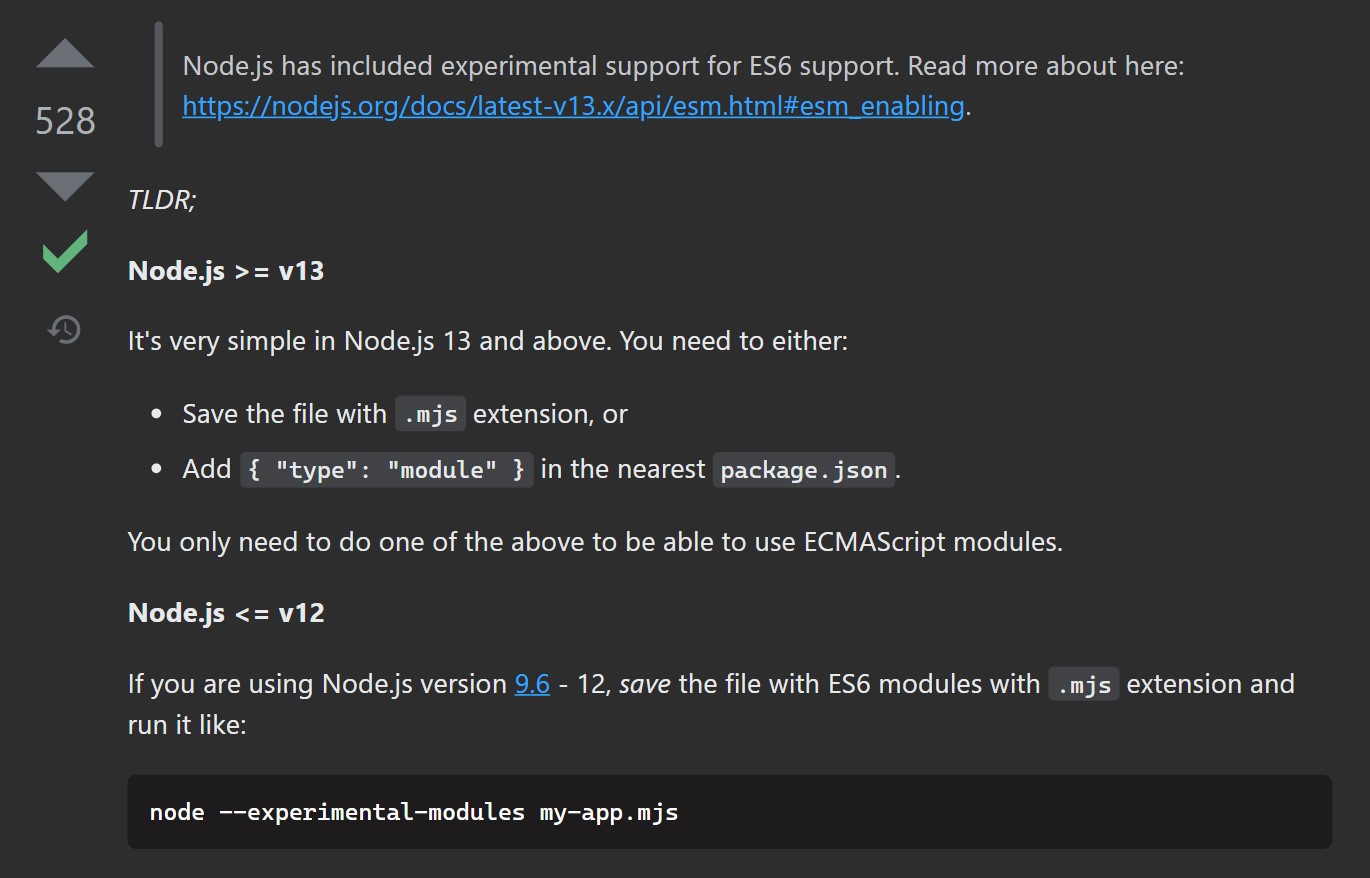 Node.js has included experimental support for ES6 support. Read more about here:
https://nodejs.org/docs/latest-v13.x/api/esm.html#esm_enabling.
528
TLDR;
Node.js >= v13
It's very simple in Node.js 13 and above. You need to either:
• Save the file with .mjs extension, or
• Add { "type": "module" } in the nearest package.json.
You only need to do one of the above to be able to use ECMAScript modules.
Node.js <= v12
If you are using Node.js version 9.6 - 12, save the file with ES6 modules with .mjs extension and
run it like:
node --experimental-modules my-app.mjs